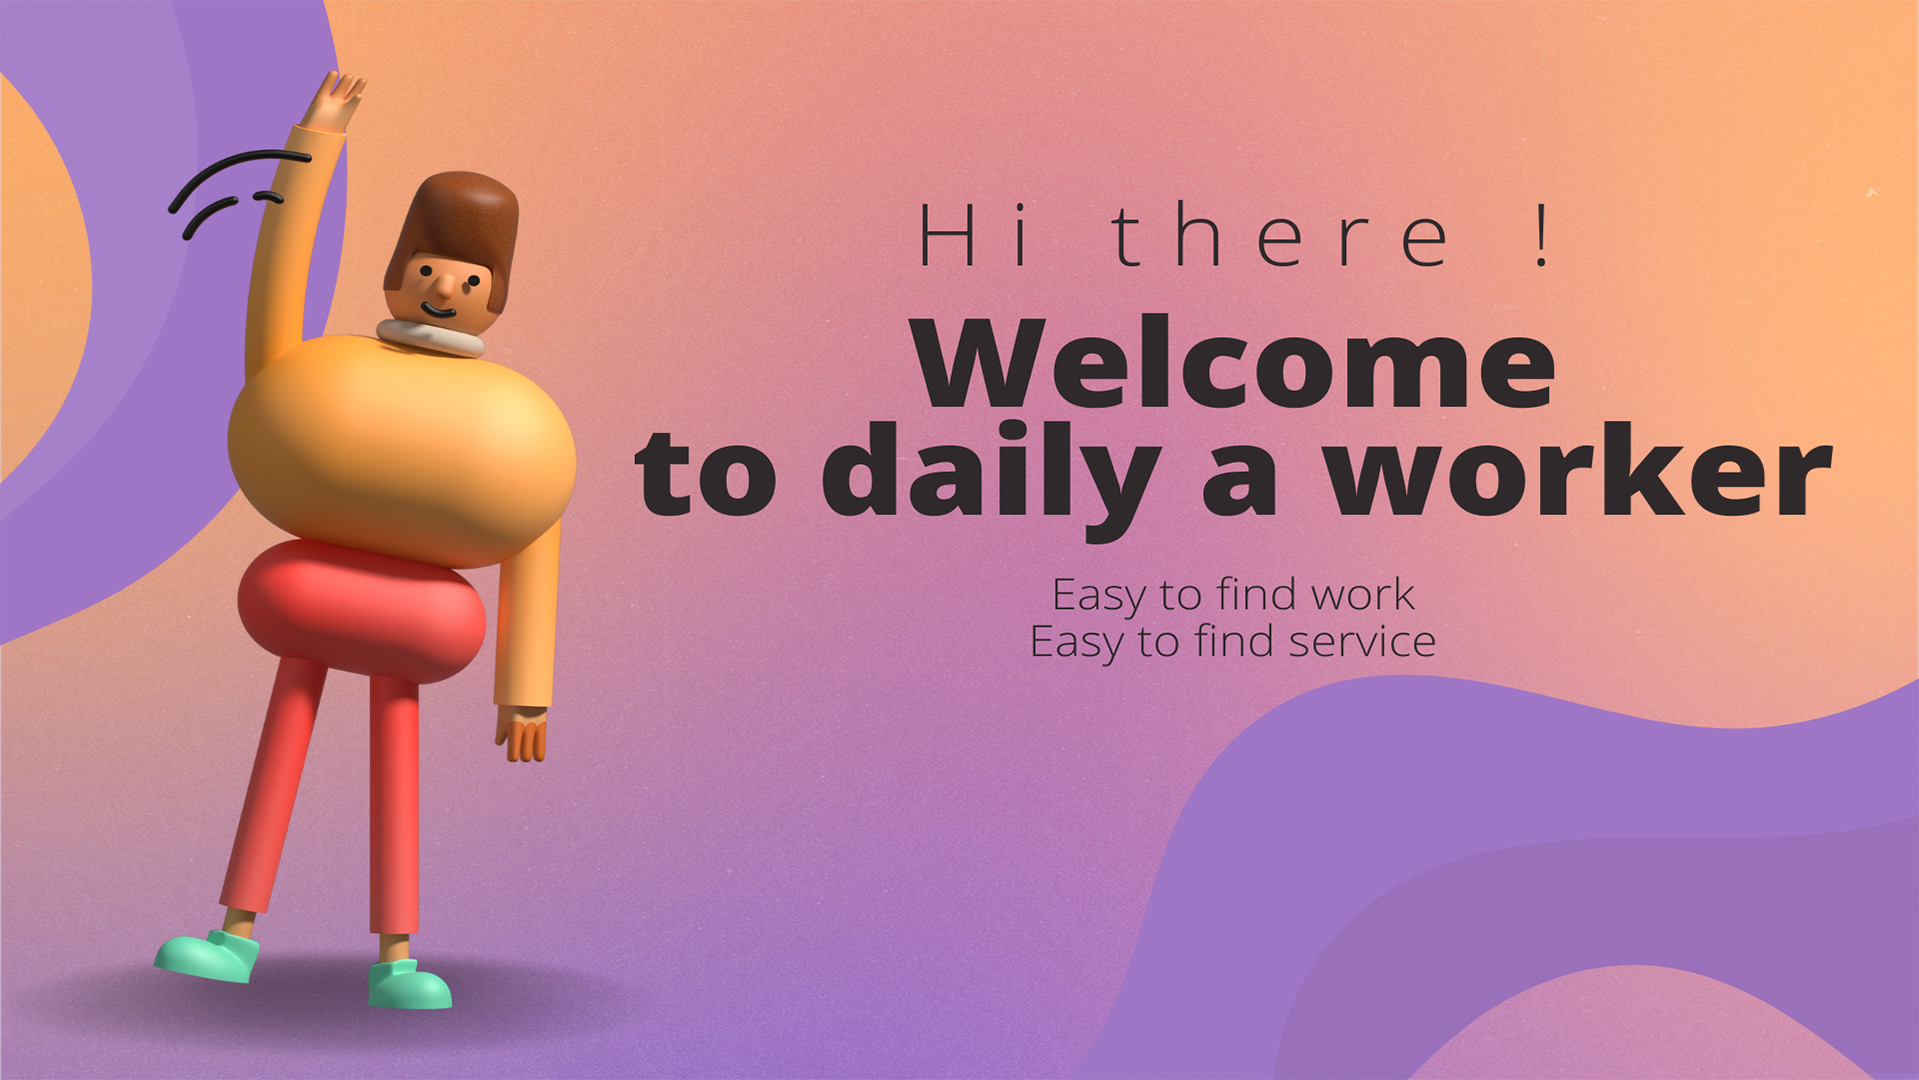 Hi there !
Welcome
to daily a worker
Easy to find work
Easy to find service